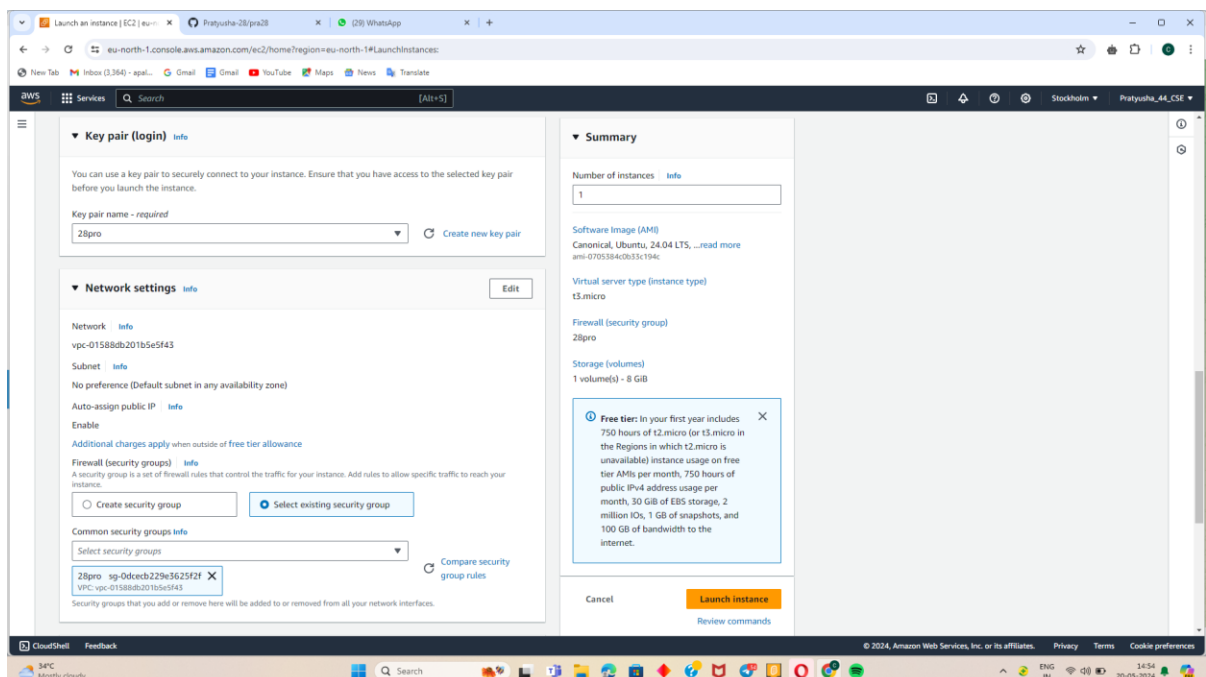 Launch an instance | EC2 | eu-n
Pratyusha-28/pra28
(29) WhatsApp
eu-north-1.console.aws.amazon.com/ec2/home?region=eu-north-1#LaunchInstances:
New Tab
Inbox (3,364) - apal...
Gmail
Gmail
YouTube
Maps
News
Translate
aws
Services
Search
[Alt+S]
Stockholm
Pratyusha_44_CSE
Key pair (login) Info
You can use a key pair to securely connect to your instance. Ensure that you have access to the selected key pair
before you launch the instance.
Key pair name - required
28pro
Create new key pair
Network settings Info
Edit
Network Info
vpc-01588db201b5e5f43
Subnet Info
No preference (Default subnet in any availability zone)
Auto-assign public IP Info
Enable
Additional charges apply when outside of free tier allowance
Firewall (security groups) Info
A security group is a set of firewall rules that control the traffic for your instance. Add rules to allow specific traffic to reach your
instance.
Create security group
Select existing security group
Common security groups Info
Select security groups
28pro sg-0dcecb229e3625f2f
VPC: vpc-01588db201b5e5f43
Compare security
group rules
Security groups that you add or remove here will be added to or removed from all your network interfaces.
Summary
Number of instances Info
1
Software Image (AMI)
Canonical, Ubuntu, 24.04 LTS, ...read more
ami-0705384c0b33c194c
Virtual server type (instance type)
t3.micro
Firewall (security group)
28pro
Storage (volumes)
1 volume(s) - 8 GiB
Free tier: In your first year includes
750 hours of t2.micro (or t3.micro in
the Regions in which t2.micro is
unavailable) instance usage on free
tier AMIs per month, 750 hours of
public IPv4 address usage per
month, 30 GiB of EBS storage, 2
million IOs, 1 GB of snapshots, and
100 GB of bandwidth to the
internet.
Cancel
Launch instance
Review commands
CloudShell
Feedback
© 2024, Amazon Web Services, Inc. or its affiliates.
Privacy
Terms
Cookie preferences
34°C
Mostly cloudy
Search
ENG
IN
14:54
20-05-2024